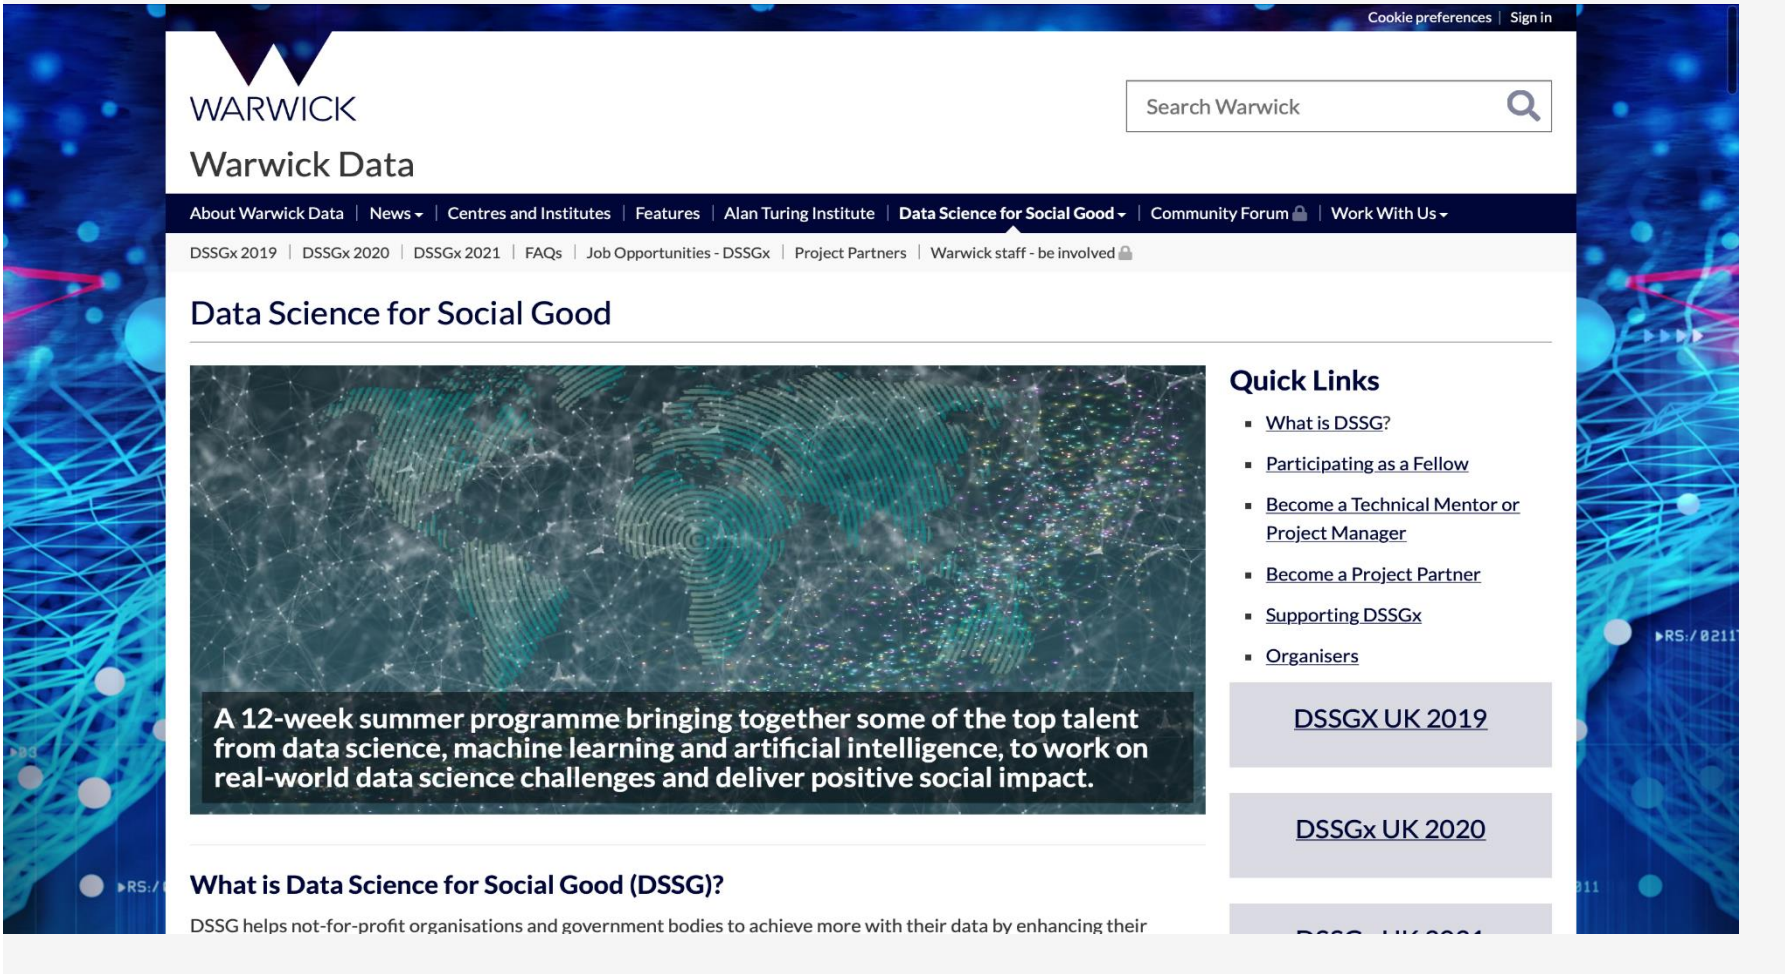 Cookie preferences | Sign in
WARWICK
Search Warwick
Warwick Data
About Warwick Data | News | Centres and Institutes | Features | Alan Turing Institute | Data Science for Social Good | Community Forum | Work With Us
DSSGx 2019 | DSSGx 2020 | DSSGx 2021 | FAQs | Job Opportunities - DSSGx | Project Partners | Warwick staff - be involved
Data Science for Social Good
A 12-week summer programme bringing together some of the top talent
from data science, machine learning and artificial intelligence, to work on
real-world data science challenges and deliver positive social impact.
What is Data Science for Social Good (DSSG)?
DSSG helps not-for-profit organisations and government bodies to achieve more with their data by enhancing their
Quick Links
What is DSSG?
Participating as a Fellow
Become a Technical Mentor or
Project Manager
Become a Project Partner
Supporting DSSGx
Organisers
DSSGX UK 2019
DSSGx UK 2020